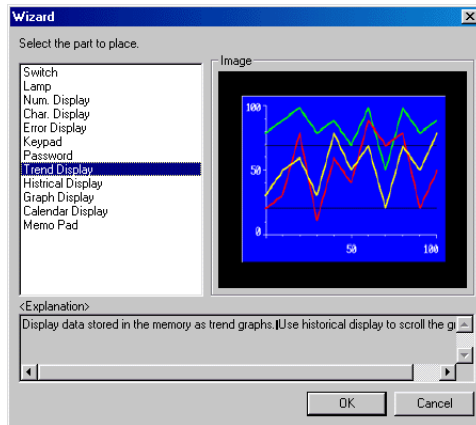 Wizard
Select the part to place.
Switch
Lamp
Num. Display
Char. Display
Error Display
Keypad
Password
Trend Display
Histrical Display
Graph Display
Calendar Display
Memo Pad
Image
100
50
0
50
100
<Explanation>
Display data stored in the memory as trend graphs.|Use historical display to scroll the
OK
Cancel